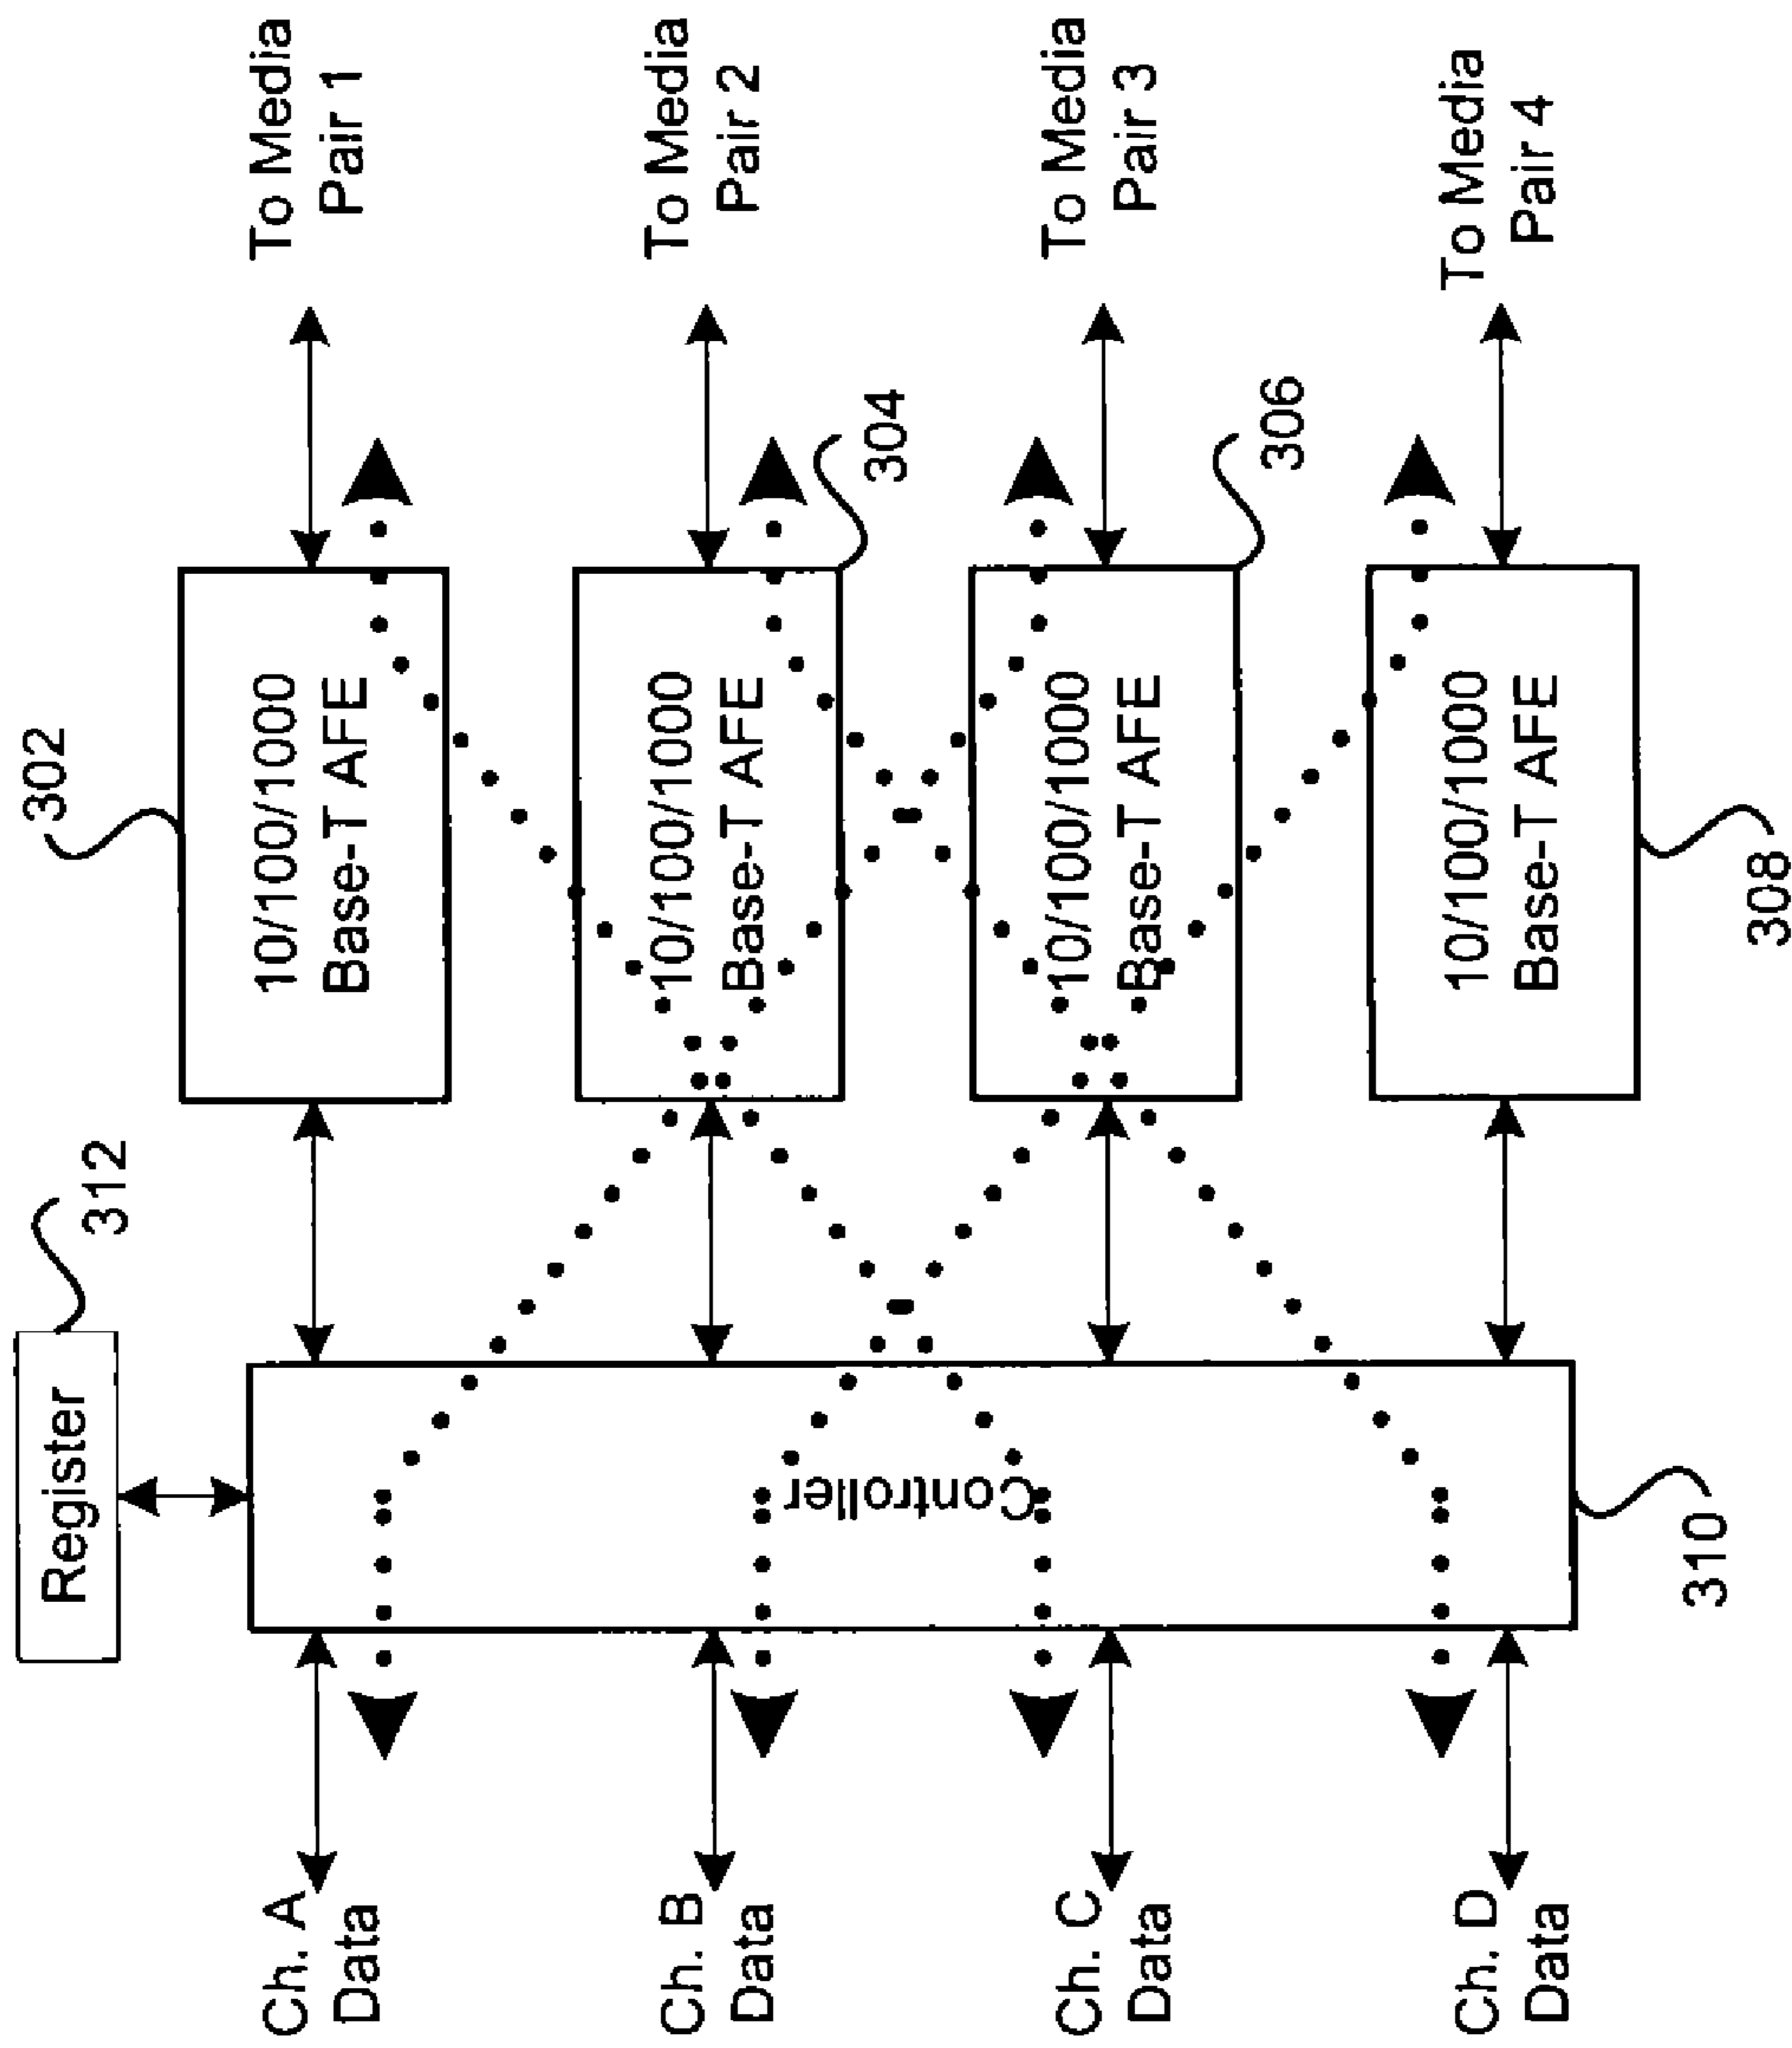 Register
312
302
Ch. A
Data
10/100/1000
Base-T AFE
To Media
Pair 1
Ch. B
Data
10/100/1000
Base-T AFE
To Media
Pair 2
304
Controller
Ch. C
Data
10/100/1000
Base-T AFE
To Media
Pair 3
306
Ch. D
Data
10/100/1000
Base-T AFE
To Media
Pair 4
310
308